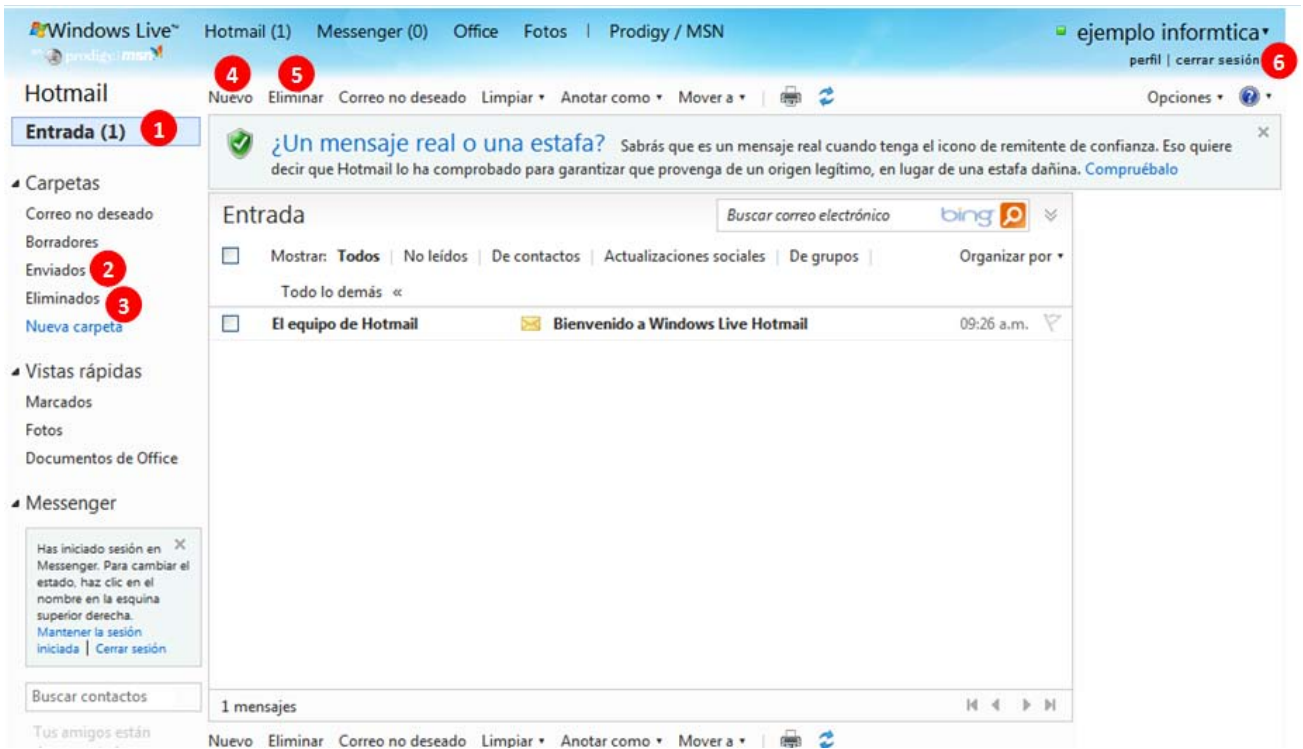 Windows Live™ Hotmail (1) Messenger (0) Office Fotos | Prodigy / MSN ejemplo informtica
prodigy msn perfil | cerrar sesión 6
4 5
Hotmail Nuevo Eliminar Correo no deseado Limpiar Anotar como Mover a Opciones
Entrada (1) 1
¿Un mensaje real o una estafa? Sabrás que es un mensaje real cuando tenga el icono de remitente de confianza. Eso quiere
decir que Hotmail lo ha comprobado para garantizar que provenga de un origen legítimo, en lugar de una estafa dañina. Compruébalo
Carpetas
Correo no deseado
Borradores
Enviados 2
Eliminados 3
Nueva carpeta
Vistas rápidas
Marcados
Fotos
Documentos de Office
Messenger
Has iniciado sesión en
Messenger. Para cambiar el
estado, haz clic en el
nombre en la esquina
superior derecha.
Mantener la sesión
iniciada | Cerrar sesión
Buscar contactos
Tus amigos están
Entrada Buscar correo electrónico bing
Mostrar: Todos | No leídos | De contactos | Actualizaciones sociales | De grupos | Organizar por
Todo lo demás «
El equipo de Hotmail Bienvenido a Windows Live Hotmail 09:26 a.m.
1 mensajes
Nuevo Eliminar Correo no deseado Limpiar Anotar como Mover a